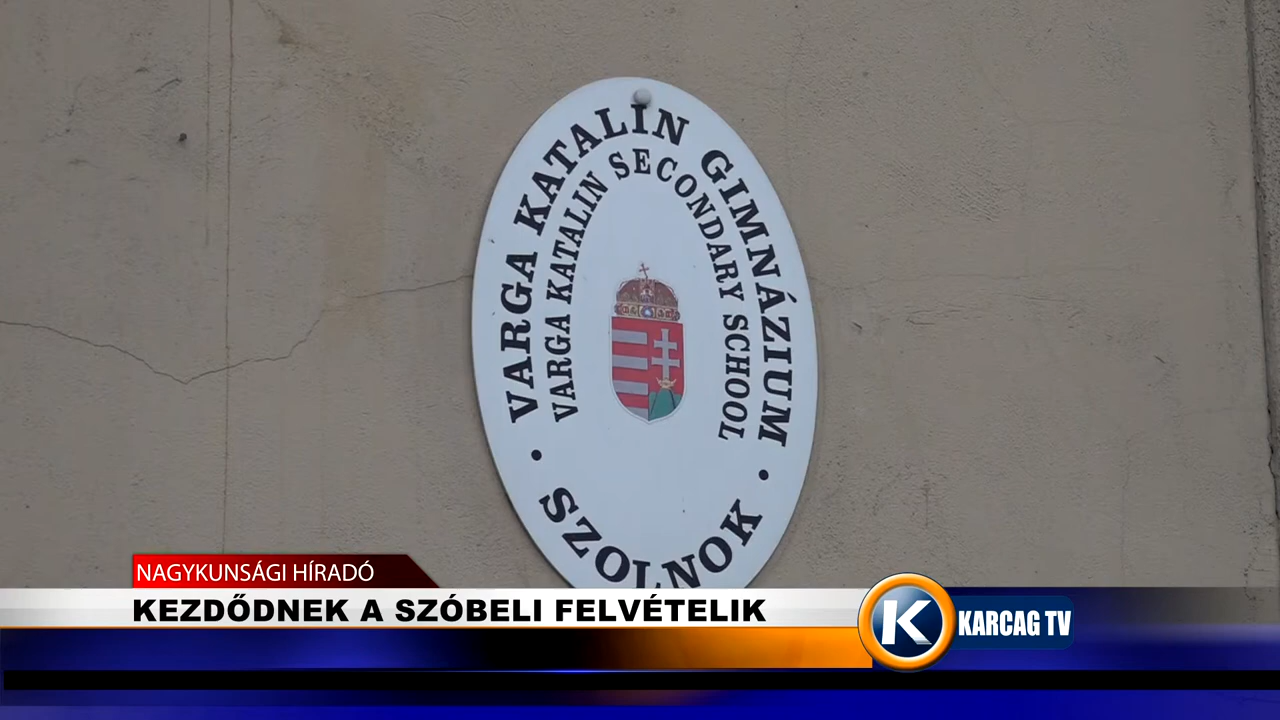 VARGA KATALIN GIMNÁZIUM
VARGA KATALIN SECONDARY SCHOOL
• SZOLNOK •
NAGYKUNSÁGI HÍRADÓ
KEZDŐDNEK A SZÓBELI FELVÉTELIK
K KARCAG TV